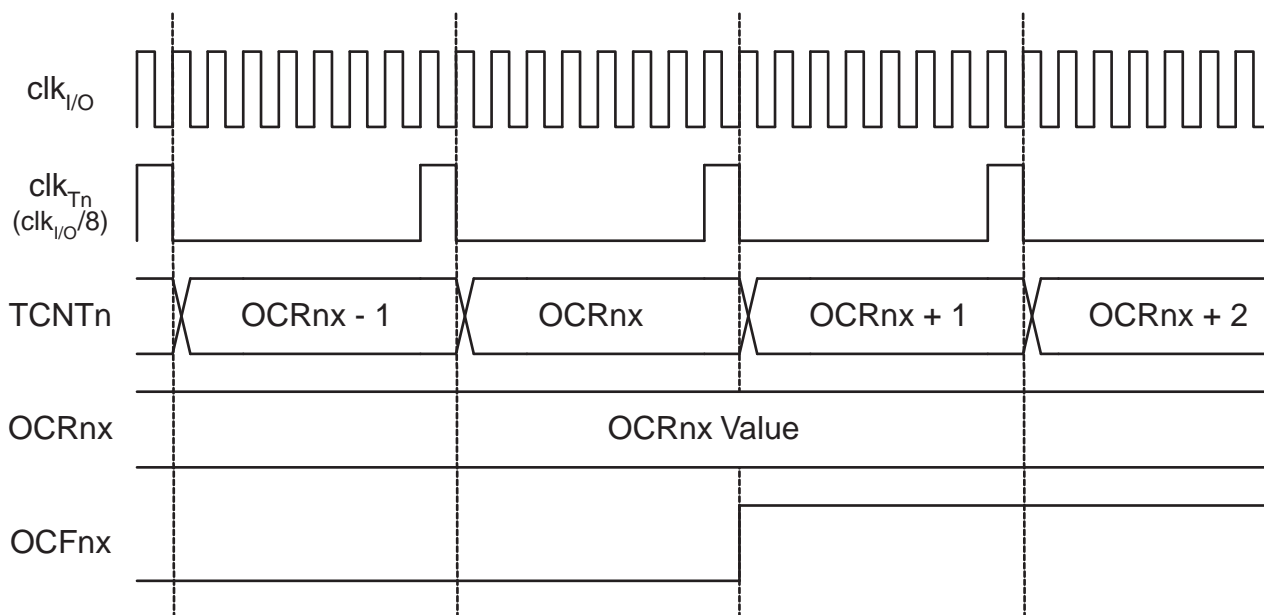 clkI/O
clkTn
(clkI/O/8)
TCNTn
OCRnx - 1
OCRnx
OCRnx + 1
OCRnx + 2
OCRnx
OCRnx Value
OCFnx